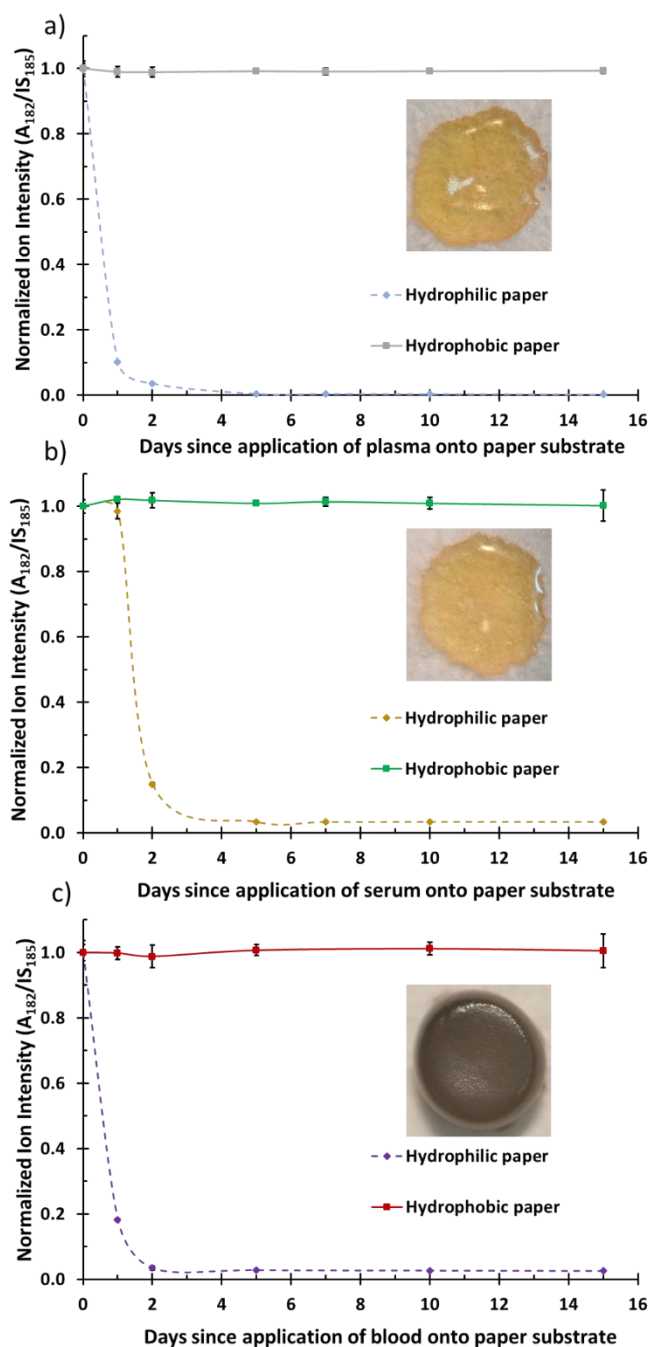 a)
Normalized Ion Intensity (A182/IS185)
1.0
0.8
0.6
0.4
0.2
0.0
Hydrophilic paper
Hydrophobic paper
0 2 4 6 8 10 12 14 16
Days since application of plasma onto paper substrate
b)
Normalized Ion Intensity (A182/IS185)
1.0
0.8
0.6
0.4
0.2
0.0
Hydrophilic paper
Hydrophobic paper
0 2 4 6 8 10 12 14 16
Days since application of serum onto paper substrate
c)
Normalized Ion Intensity (A182/IS185)
1.0
0.8
0.6
0.4
0.2
0.0
Hydrophilic paper
Hydrophobic paper
0 2 4 6 8 10 12 14 16
Days since application of blood onto paper substrate